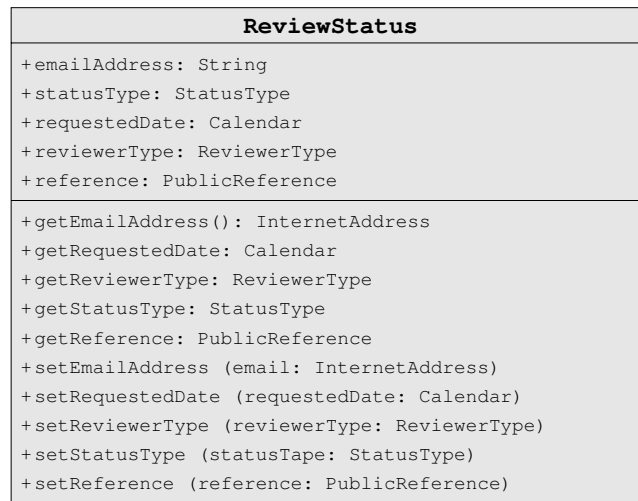 ReviewStatus
+emailAddress: String
+statusType: StatusType
+requestedDate: Calendar
+reviewerType: ReviewerType
+reference: PublicReference
+getEmailAddress(): InternetAddress
+getRequestedDate: Calendar
+getReviewerType: ReviewerType
+getStatusType: StatusType
+getReference: PublicReference
+setEmailAddress (email: InternetAddress)
+setRequestedDate (requestedDate: Calendar)
+setReviewerType (reviewerType: ReviewerType)
+setStatusType (statusTape: StatusType)
+setReference (reference: PublicReference)